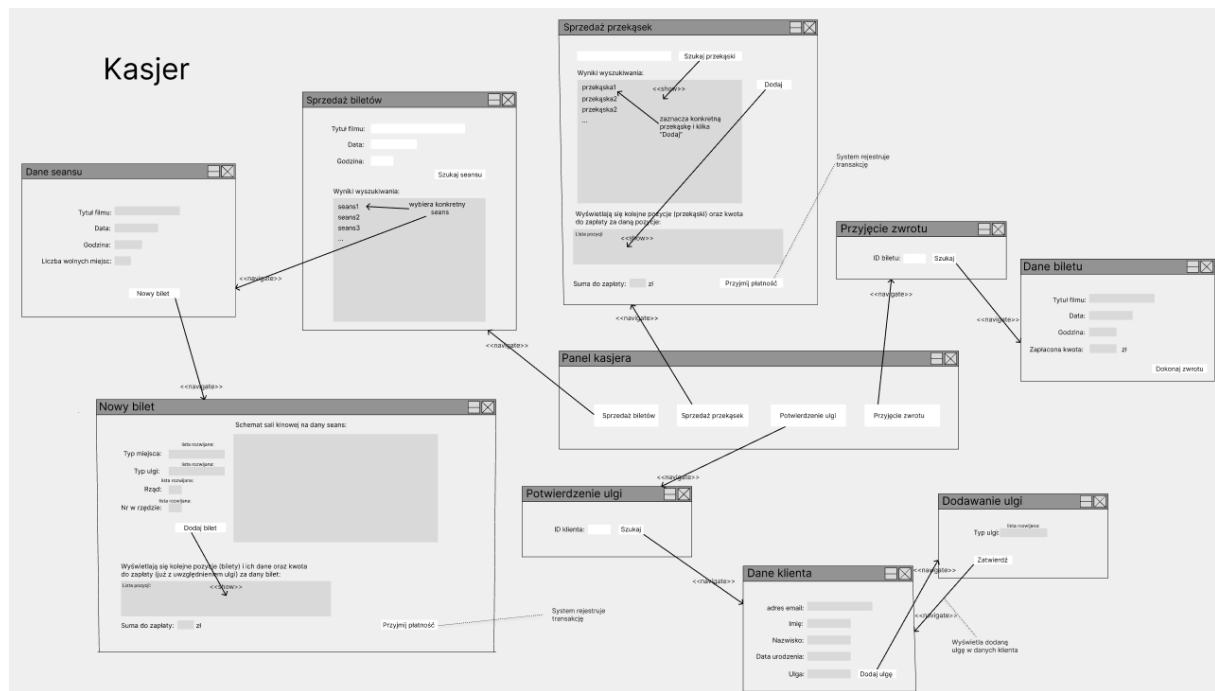 Kasjer
Sprzedaż przekąsek
Szukaj przekąski
Wyniki wyszukiwania:
przekąska1
<<show>>
przekąska2
przekąska2
...
zaznacza konkretną
przekąskę i klika
"Dodaj"
Dodaj
Wyświetlają się kolejne pozycje (przekąski) oraz kwota
do zapłaty za daną pozycje:
Lista pozycji
<<show>>
Suma do zapłaty:
zł
Przyjmij płatność
System rejestruje
transakcję
Sprzedaż biletów
Tytuł filmu:
Data:
Godzina:
Szukaj seansu
Wyniki wyszukiwania:
seans1
seans2
seans3
...
wybiera konkretny
seans
<<navigate>>
Dane seansu
Tytuł filmu:
Data:
Godzina:
Liczba wolnych miejsc:
Nowy bilet
<<navigate>>
Przyjęcie zwrotu
ID biletu:
Szukaj
<<navigate>>
<<navigate>>
Dane biletu
Tytuł filmu:
Data:
Godzina:
Zapłacona kwota:
zł
Dokonaj zwrotu
<<navigate>>
<<navigate>>
Panel kasjera
Sprzedaż biletów
Sprzedaż przekąsek
Potwierdzenie ulgi
Przyjęcie zwrotu
<<navigate>>
Nowy bilet
Schemat sali kinowej na dany seans:
lista rozwijana:
Typ miejsca:
lista rozwijana:
Typ ulgi:
lista rozwijana:
Rząd:
lista rozwijana:
Nr w rzędzie:
Dodaj bilet
Wyświetlają się kolejne pozycje (bilety) i ich dane oraz kwota
do zapłaty (już z uwzględnieniem ulgi) za dany bilet:
Lista pozycji
<<show>>
Suma do zapłaty:
zł
Przyjmij płatność
System rejestruje
transakcję
Potwierdzenie ulgi
ID klienta:
Szukaj
<<navigate>>
Dane klienta
adres email:
Imię:
Nazwisko:
Data urodzenia:
Ulga:
Dodaj ulgę
<<navigate>>
<<navigate>>
Dodawanie ulgi
lista rozwijana:
Typ ulgi:
Zatwierdź
Wyświetla dodaną
ulgę w danych klienta